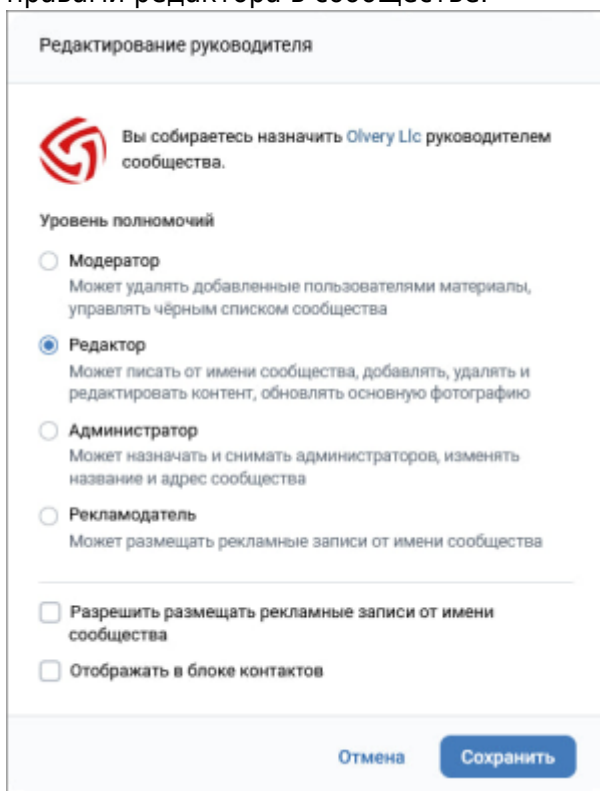 правами редактора в сообществе.
Редактирование руководителя
Вы собираетесь назначить Olvery Llc руководителем
сообщества.
Уровень полномочий
Модератор
Может удалять добавленные пользователями материалы,
управлять чёрным списком сообщества
Редактор
Может писать от имени сообщества, добавлять, удалять и
редактировать контент, обновлять основную фотографию
Администратор
Может назначать и снимать администраторов, изменять
название и адрес сообщества
Рекламодатель
Может размещать рекламные записи от имени сообщества
Разрешить размещать рекламные записи от имени
сообщества
Отображать в блоке контактов
Отмена
Сохранить